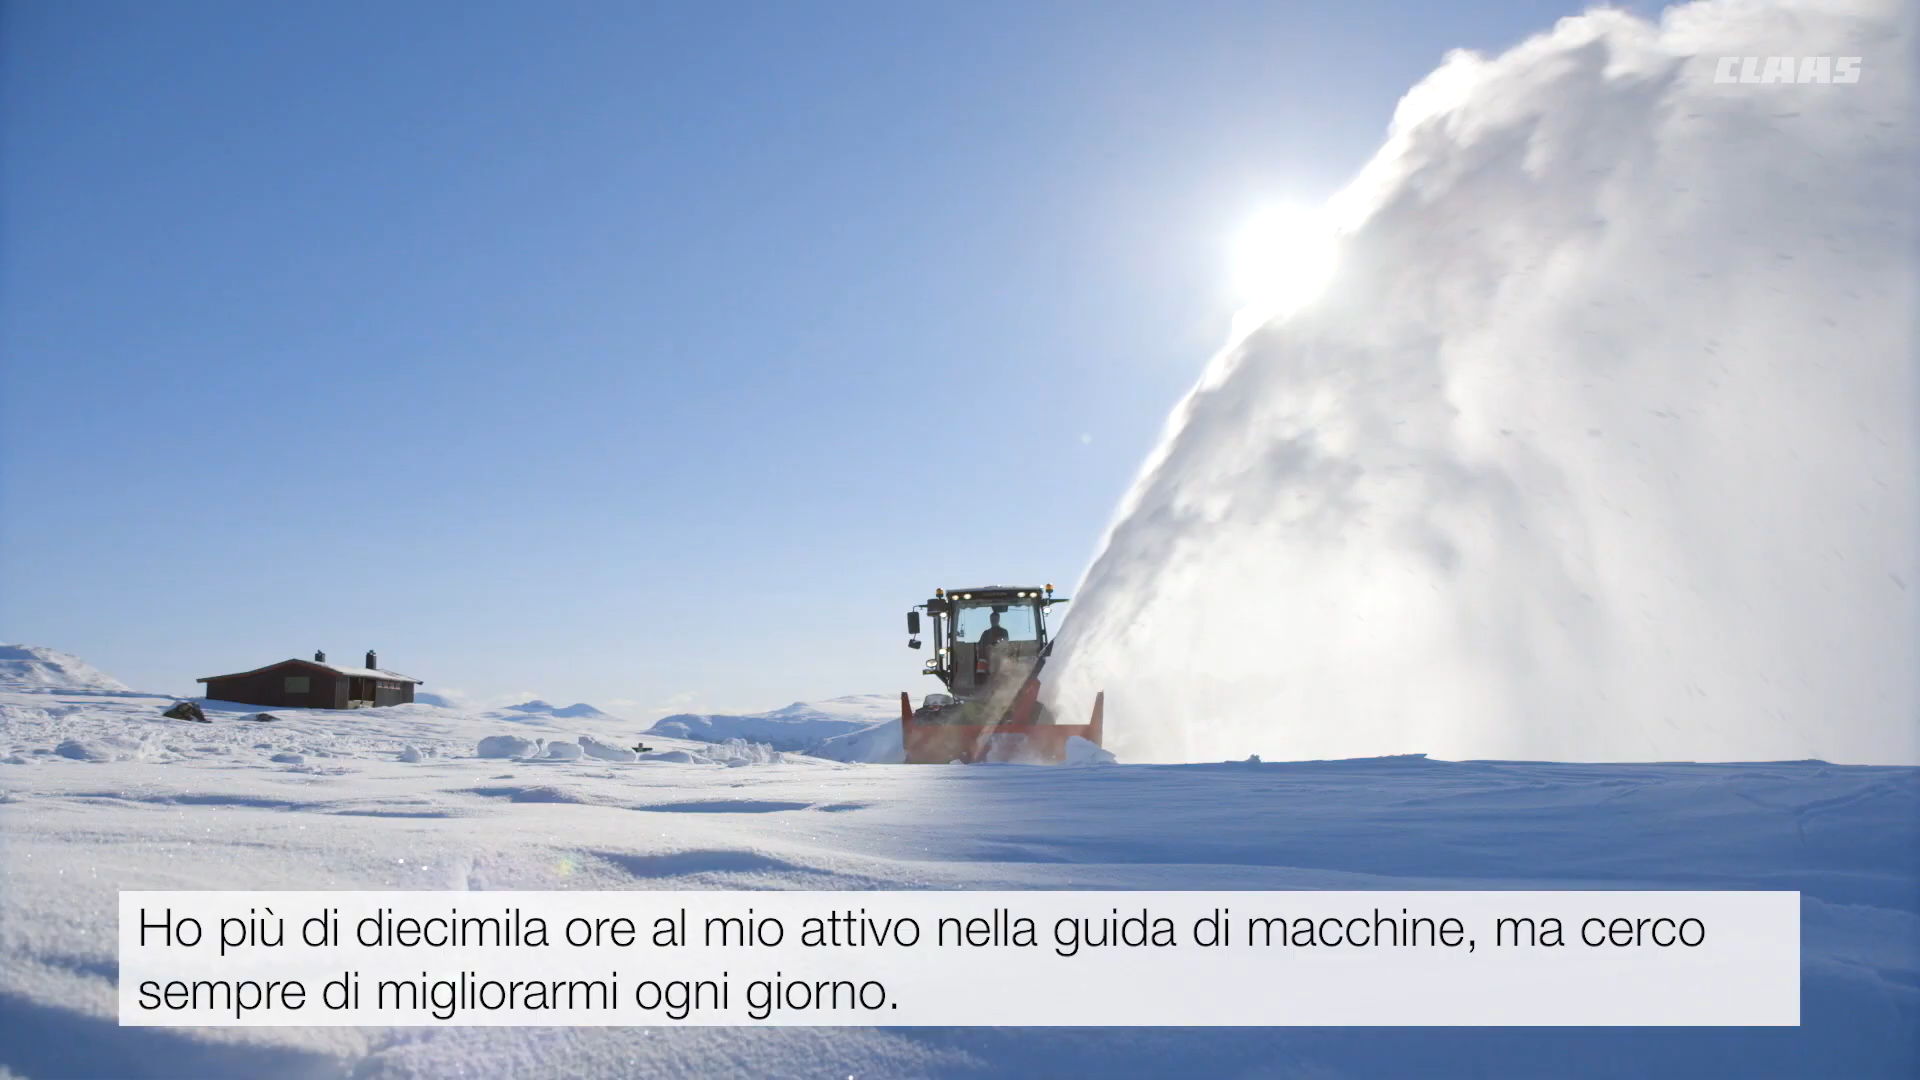 CLAAS
Ho più di diecimila ore al mio attivo nella guida di macchine, ma cerco
sempre di migliorarmi ogni giorno.